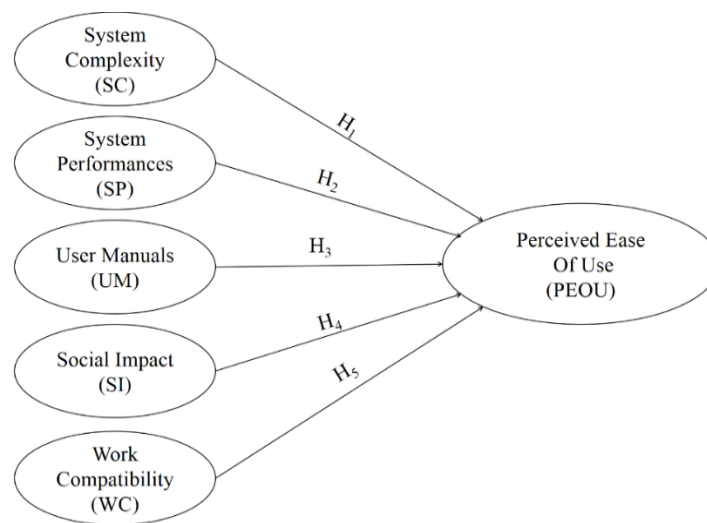 System
Complexity
(SC)
H₁
System
Performances
(SP)
H₂
User Manuals
(UM)
H₃
Perceived Ease
Of Use
(PEOU)
Social Impact
(SI)
H₄
Work
Compatibility
(WC)
H₅